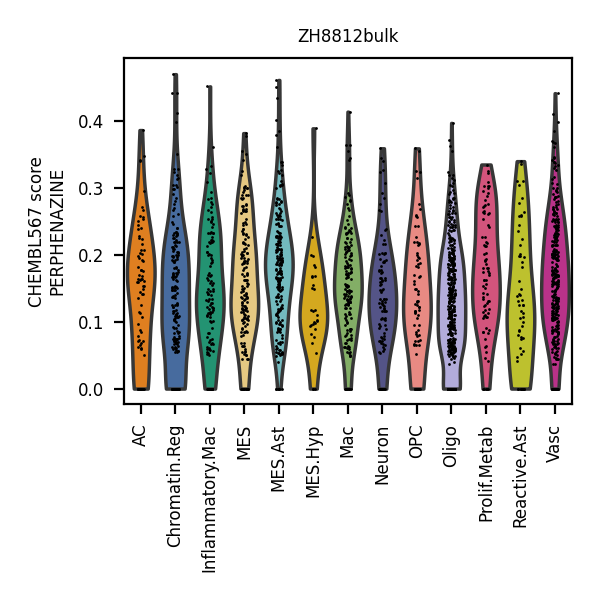 ZH8812bulk
CHEMBL567 score
PERPHENAZINE
0.4
0.3
0.2
0.1
0.0
AC
Chromatin.Reg
Inflammatory.Mac
MES
MES.Ast
MES.Hyp
Mac
Neuron
OPC
Oligo
Prolif.Metab
Reactive.Ast
Vasc